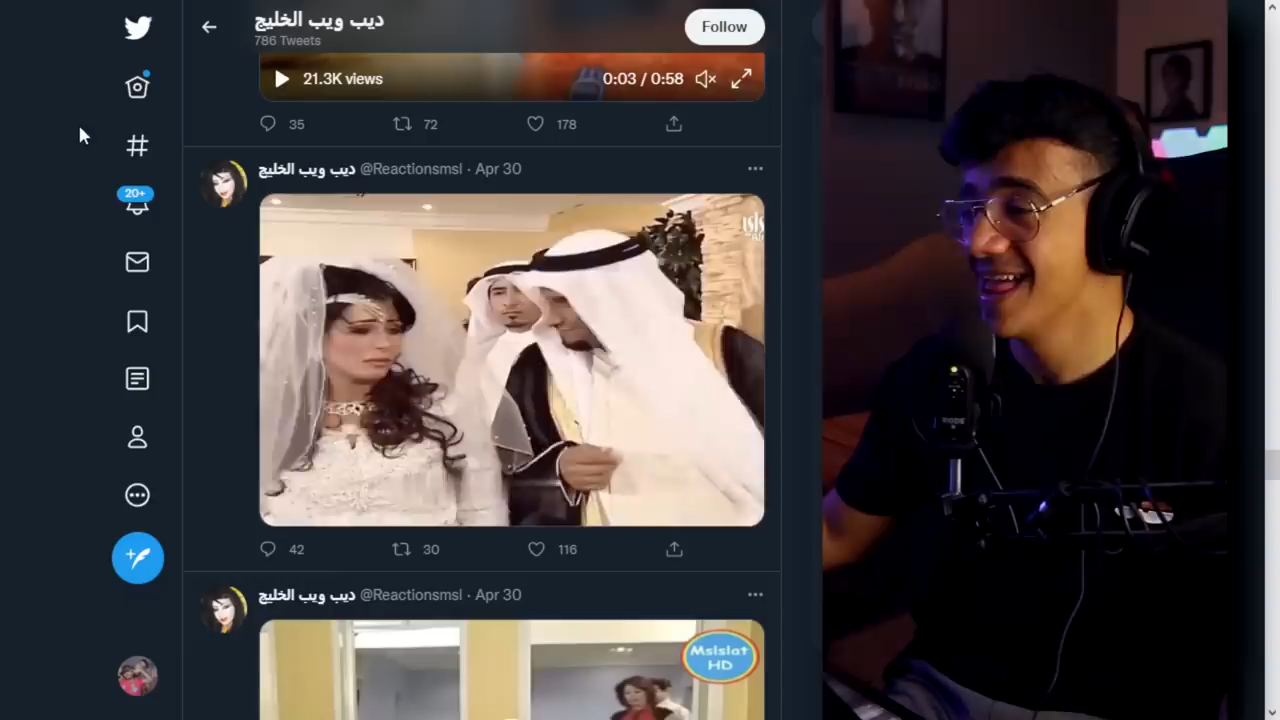 ديب ويب الخليج
786 Tweets
Follow
21.3K views
0:03 / 0:58
35
72
178
ديب ويب الخليج @Reactionsmsl · Apr 30
20+
42
30
116
ديب ويب الخليج @Reactionsmsl · Apr 30
Mslslat
HD
RODE